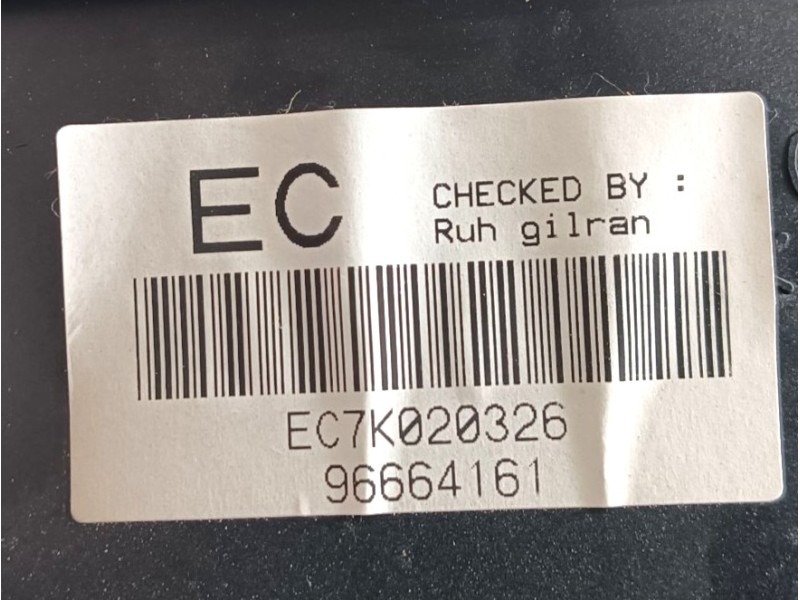 EC
CHECKED BY :
Ruh gilran
EC7K020326
96664161